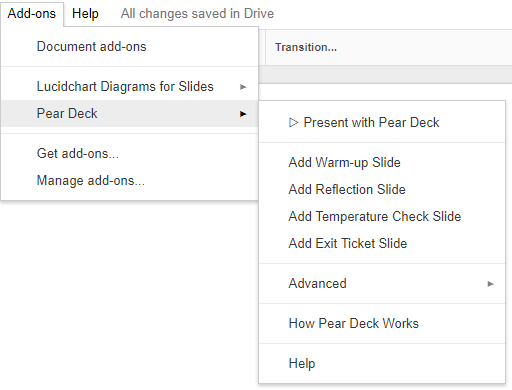 Add-ons Help All changes saved in Drive
Document add-ons
Transition...
Lucidchart Diagrams for Slides
Pear Deck
Get add-ons...
Manage add-ons...
Present with Pear Deck
Add Warm-up Slide
Add Reflection Slide
Add Temperature Check Slide
Add Exit Ticket Slide
Advanced
How Pear Deck Works
Help